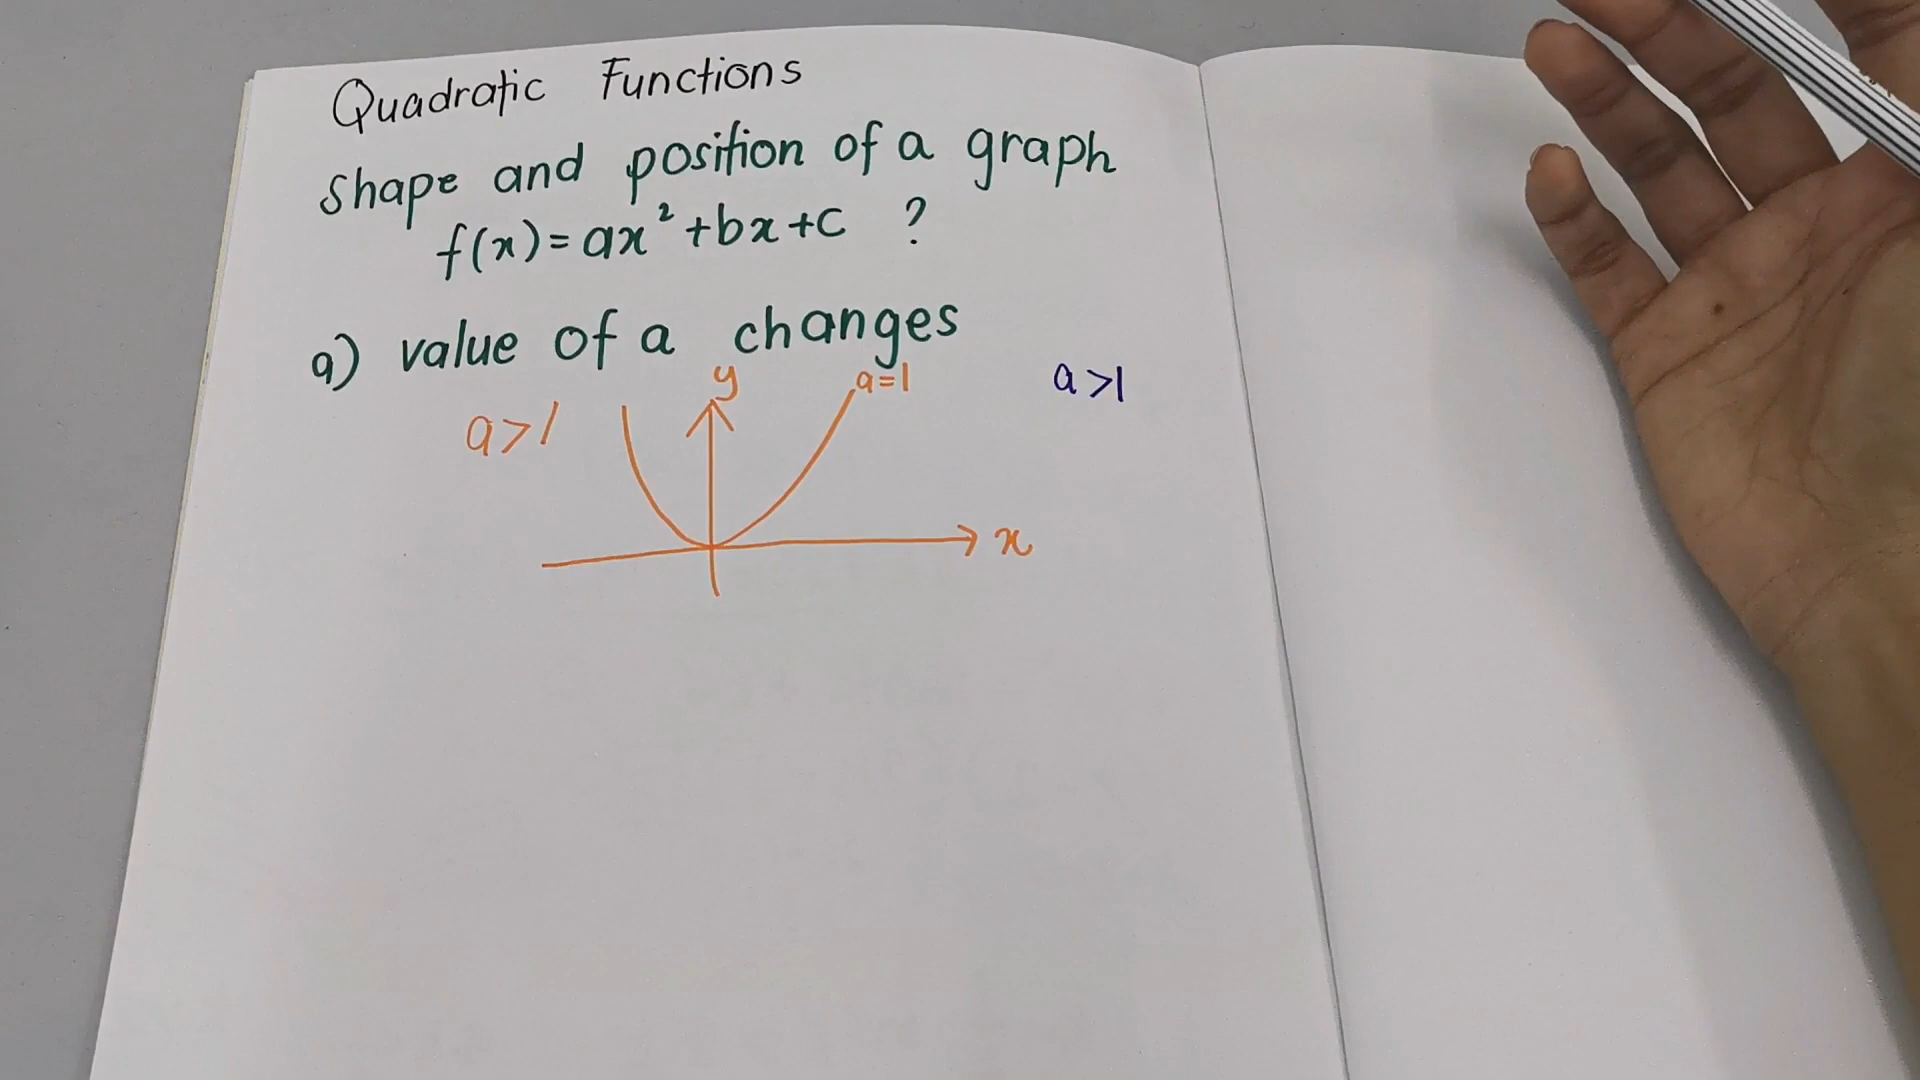 Quadratic Functions
shape and position of a graph
f(x) = ax² + bx + c ?
a) value of a changes
y a=1 a>1
a>1
x